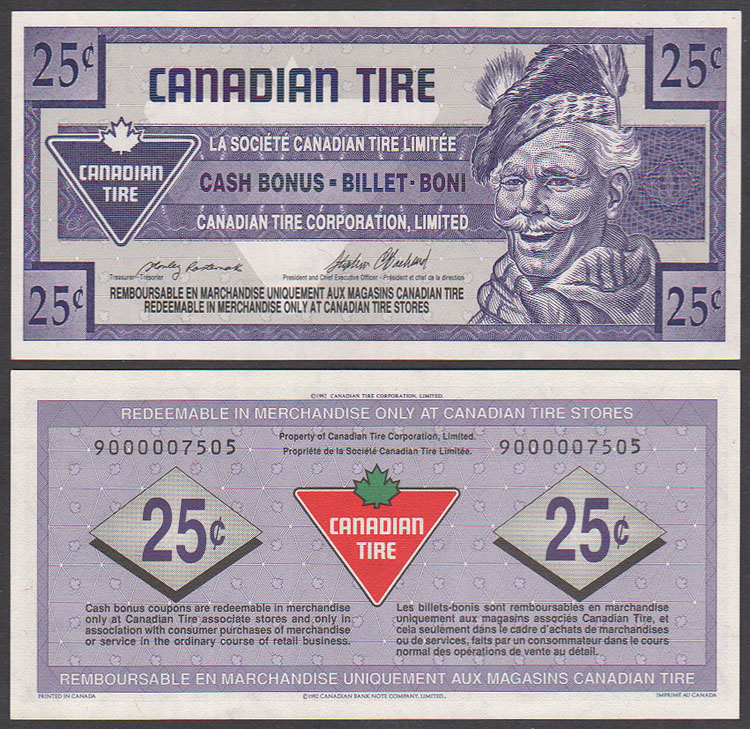 25¢
25¢
CANADIAN TIRE
LA SOCIÉTÉ CANADIAN TIRE LIMITÉE
CANADIAN
TIRE
CASH BONUS - BILLET - BONI
CANADIAN TIRE CORPORATION, LIMITED
Treasurer - Trésorier
President and Chief Executive Officer - Président et chef de la direction
25¢
25¢
REMBOURSABLE EN MARCHANDISE UNIQUEMENT AUX MAGASINS CANADIAN TIRE
REDEEMABLE IN MERCHANDISE ONLY AT CANADIAN TIRE STORES
©1992 CANADIAN TIRE CORPORATION, LIMITED.
REDEEMABLE IN MERCHANDISE ONLY AT CANADIAN TIRE STORES
9000007505
Property of Canadian Tire Corporation, Limited.
Propriété de la Société Canadian Tire Limitée.
9000007505
25¢
CANADIAN
TIRE
25¢
Cash bonus coupons are redeemable in merchandise
only at Canadian Tire associate stores and only in
association with consumer purchases of merchandise
or service in the ordinary course of retail business.
Les billets-bonis sont remboursables en marchandise
uniquement aux magasins associés Canadian Tire, et
cela seulement dans le cadre d'achats de marchandises
ou de services, faits par un consommateur dans le cours
normal des opérations de vente au détail.
REMBOURSABLE EN MARCHANDISE UNIQUEMENT AUX MAGASINS CANADIAN TIRE
PRINTED IN CANADA
©1992 CANADIAN BANK NOTE COMPANY, LIMITED.
IMPRIMÉ AU CANADA